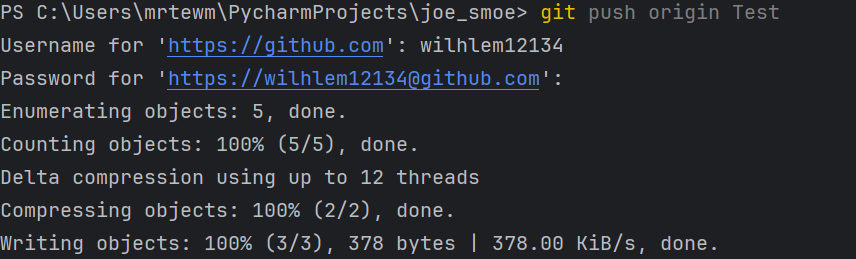 PS C:\Users\mrtewm\PycharmProjects\joe_smoe> git push origin Test
Username for 'https://github.com': wilhlem12134
Password for 'https://wilhlem12134@github.com':
Enumerating objects: 5, done.
Counting objects: 100% (5/5), done.
Delta compression using up to 12 threads
Compressing objects: 100% (2/2), done.
Writing objects: 100% (3/3), 378 bytes | 378.00 KiB/s, done.